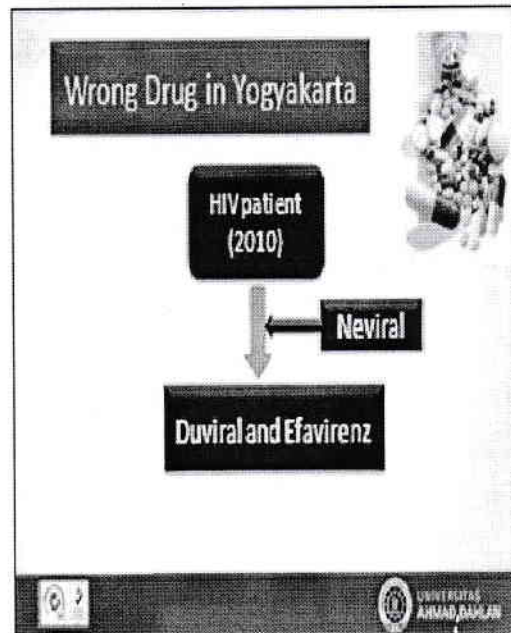 Wrong Drug in Yogyakarta
HIV patient
(2010)
Neviral
Duviral and Efavirenz
UNIVERSITAS
AHMAD DAHLAN